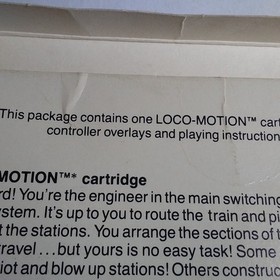 This package contains one LOCO-MOTION™ cart
controller overlays and playing instruction
MOTION™* cartridge
rd! You're the engineer in the main switching
ystem. It's up to you to route the train and pi
t the stations. You arrange the sections of t
travel...but yours is no easy task! Some
iot and blow up stations! Others construc